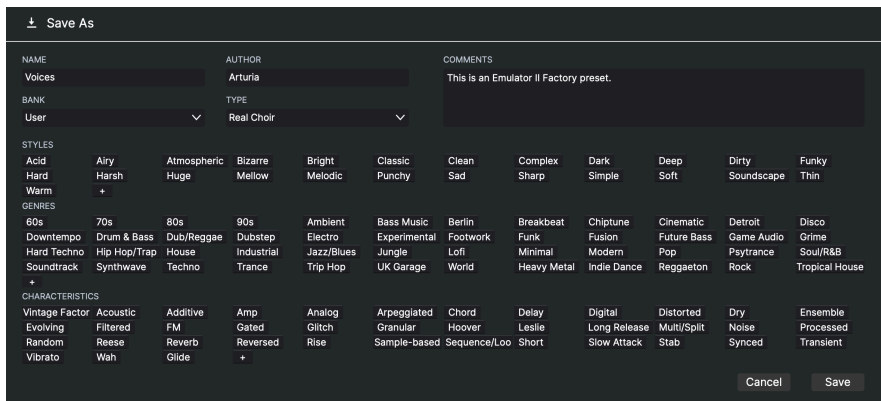 Save As
NAME AUTHOR COMMENTS
Voices Arturia This is an Emulator II Factory preset.
BANK TYPE
User Real Choir
STYLES
Acid Airy Atmospheric Bizarre Bright Classic Clean Complex Dark Deep Dirty Funky
Hard Harsh Huge Mellow Melodic Punchy Sad Sharp Simple Soft Soundscape Thin
Warm +
GENRES
60s 70s 80s 90s Ambient Bass Music Berlin Breakbeat Chiptune Cinematic Detroit Disco
Downtempo Drum & Bass Dub/Reggae Dubstep Electro Experimental Footwork Funk Fusion Future Bass Game Audio Grime
Hard Techno Hip Hop/Trap House Industrial Jazz/Blues Jungle Lofi Minimal Modern Pop Psytrance Soul/R&B
Soundtrack Synthwave Techno Trance Trip Hop UK Garage World Heavy Metal Indie Dance Reggaeton Rock Tropical House
+
CHARACTERISTICS
Vintage Factor Acoustic Additive Amp Analog Arpeggiated Chord Delay Digital Distorted Dry Ensemble
Evolving Filtered FM Gated Glitch Granular Hoover Leslie Long Release Multi/Split Noise Processed
Random Reese Reverb Reversed Rise Sample-based Sequence/Loo Short Slow Attack Stab Synced Transient
Vibrato Wah Glide +
Cancel Save